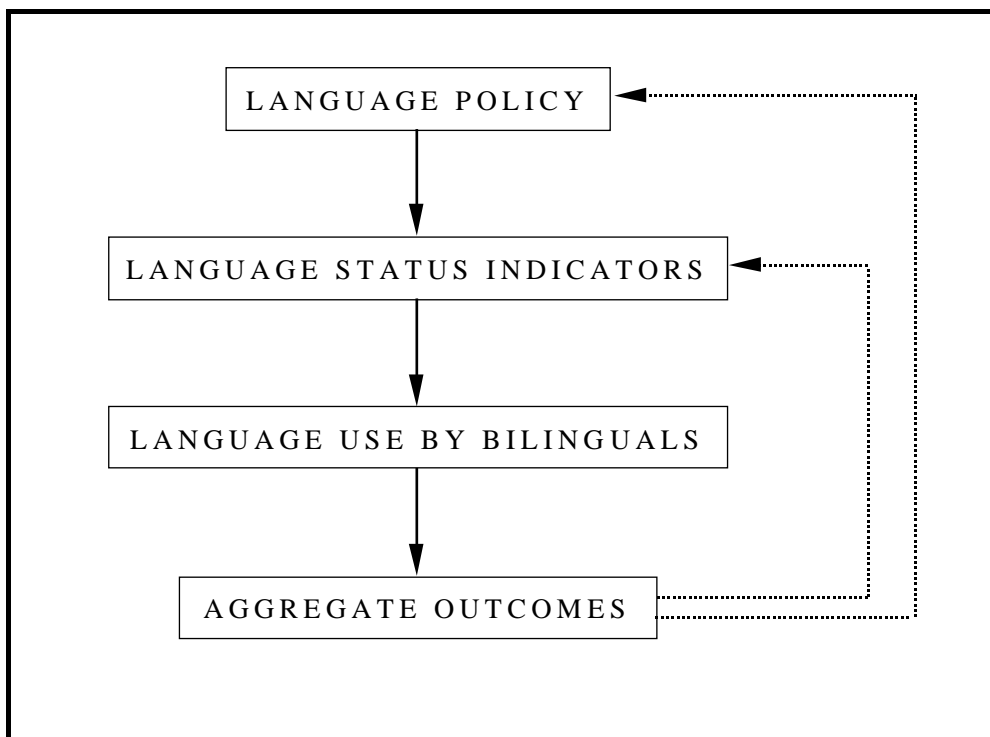 LANGUAGE POLICY
LANGUAGE STATUS INDICATORS
LANGUAGE USE BY BILINGUALS
AGGREGATE OUTCOMES